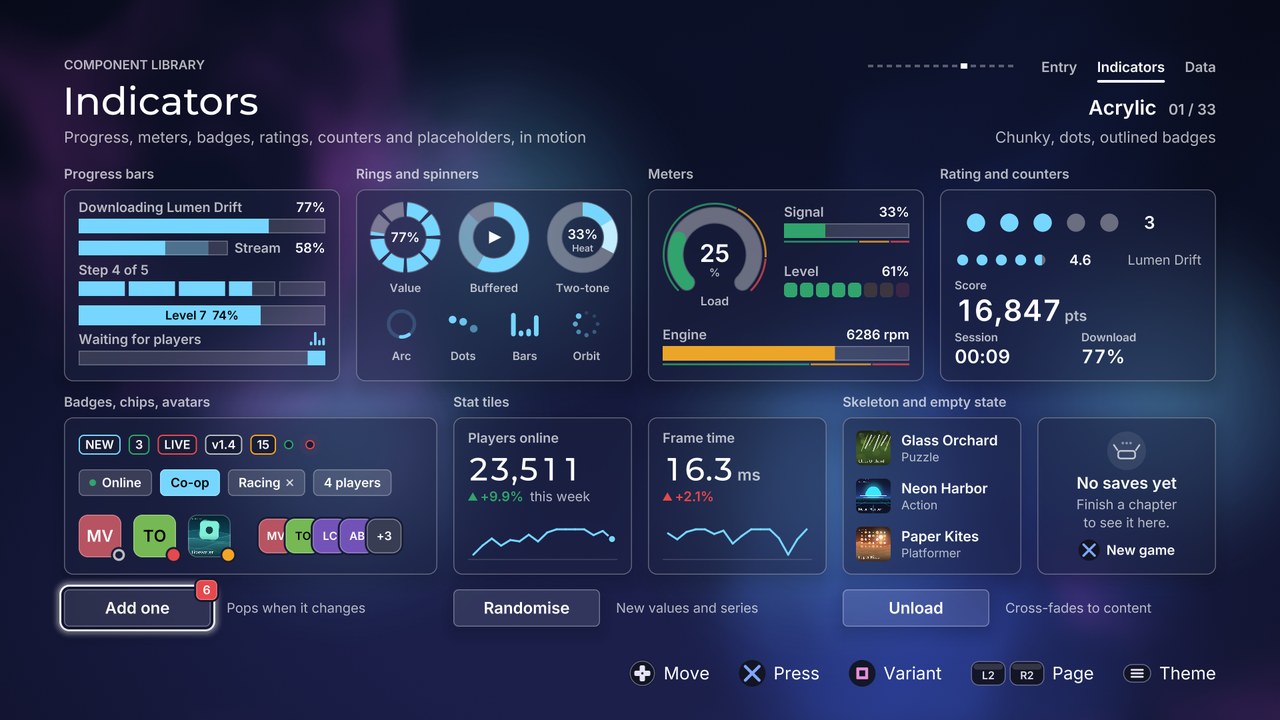 COMPONENT LIBRARY
Indicators
Progress, meters, badges, ratings, counters and placeholders, in motion
Entry Indicators Data
Acrylic 01 / 33
Chunky, dots, outlined badges
Progress bars
Downloading Lumen Drift 77%
Stream 58%
Step 4 of 5
Level 7 74%
Waiting for players
Rings and spinners
77%
33%
Heat
Value Buffered Two-tone
Arc Dots Bars Orbit
Meters
25
%
Load
Signal 33%
Level 61%
Engine 6286 rpm
Rating and counters
3
4.6 Lumen Drift
Score
16,847 pts
Session Download
00:09 77%
Badges, chips, avatars
NEW 3 LIVE v1.4 15
Online Co-op Racing × 4 players
MV TO
MV TO LC AB +3
Stat tiles
Players online
23,511
+9.9% this week
Frame time
16.3 ms
+2.1%
Skeleton and empty state
Glass Orchard
Puzzle
Neon Harbor
Action
Paper Kites
Platformer
No saves yet
Finish a chapter
to see it here.
New game
Add one 6 Pops when it changes
Randomise New values and series
Unload Cross-fades to content
Move Press Variant L2 R2 Page Theme